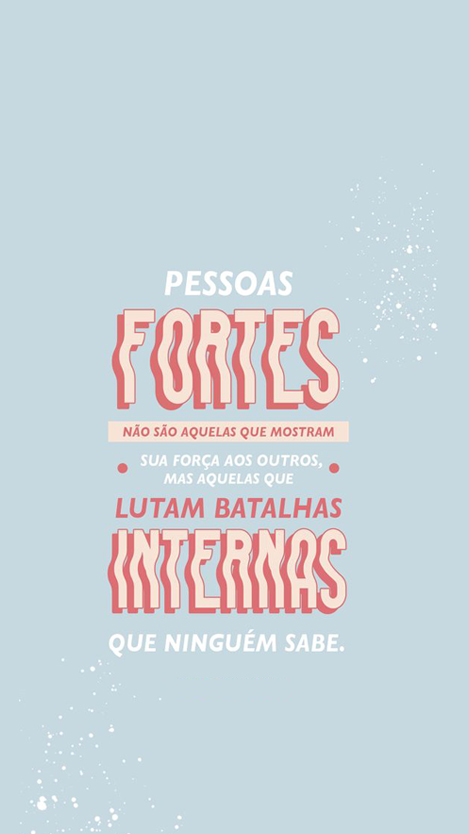 PESSOAS
FORTES
NÃO SÃO AQUELAS QUE MOSTRAM
SUA FORÇA AOS OUTROS,
MAS AQUELAS QUE
LUTAM BATALHAS
INTERNAS
QUE NINGUÉM SABE.